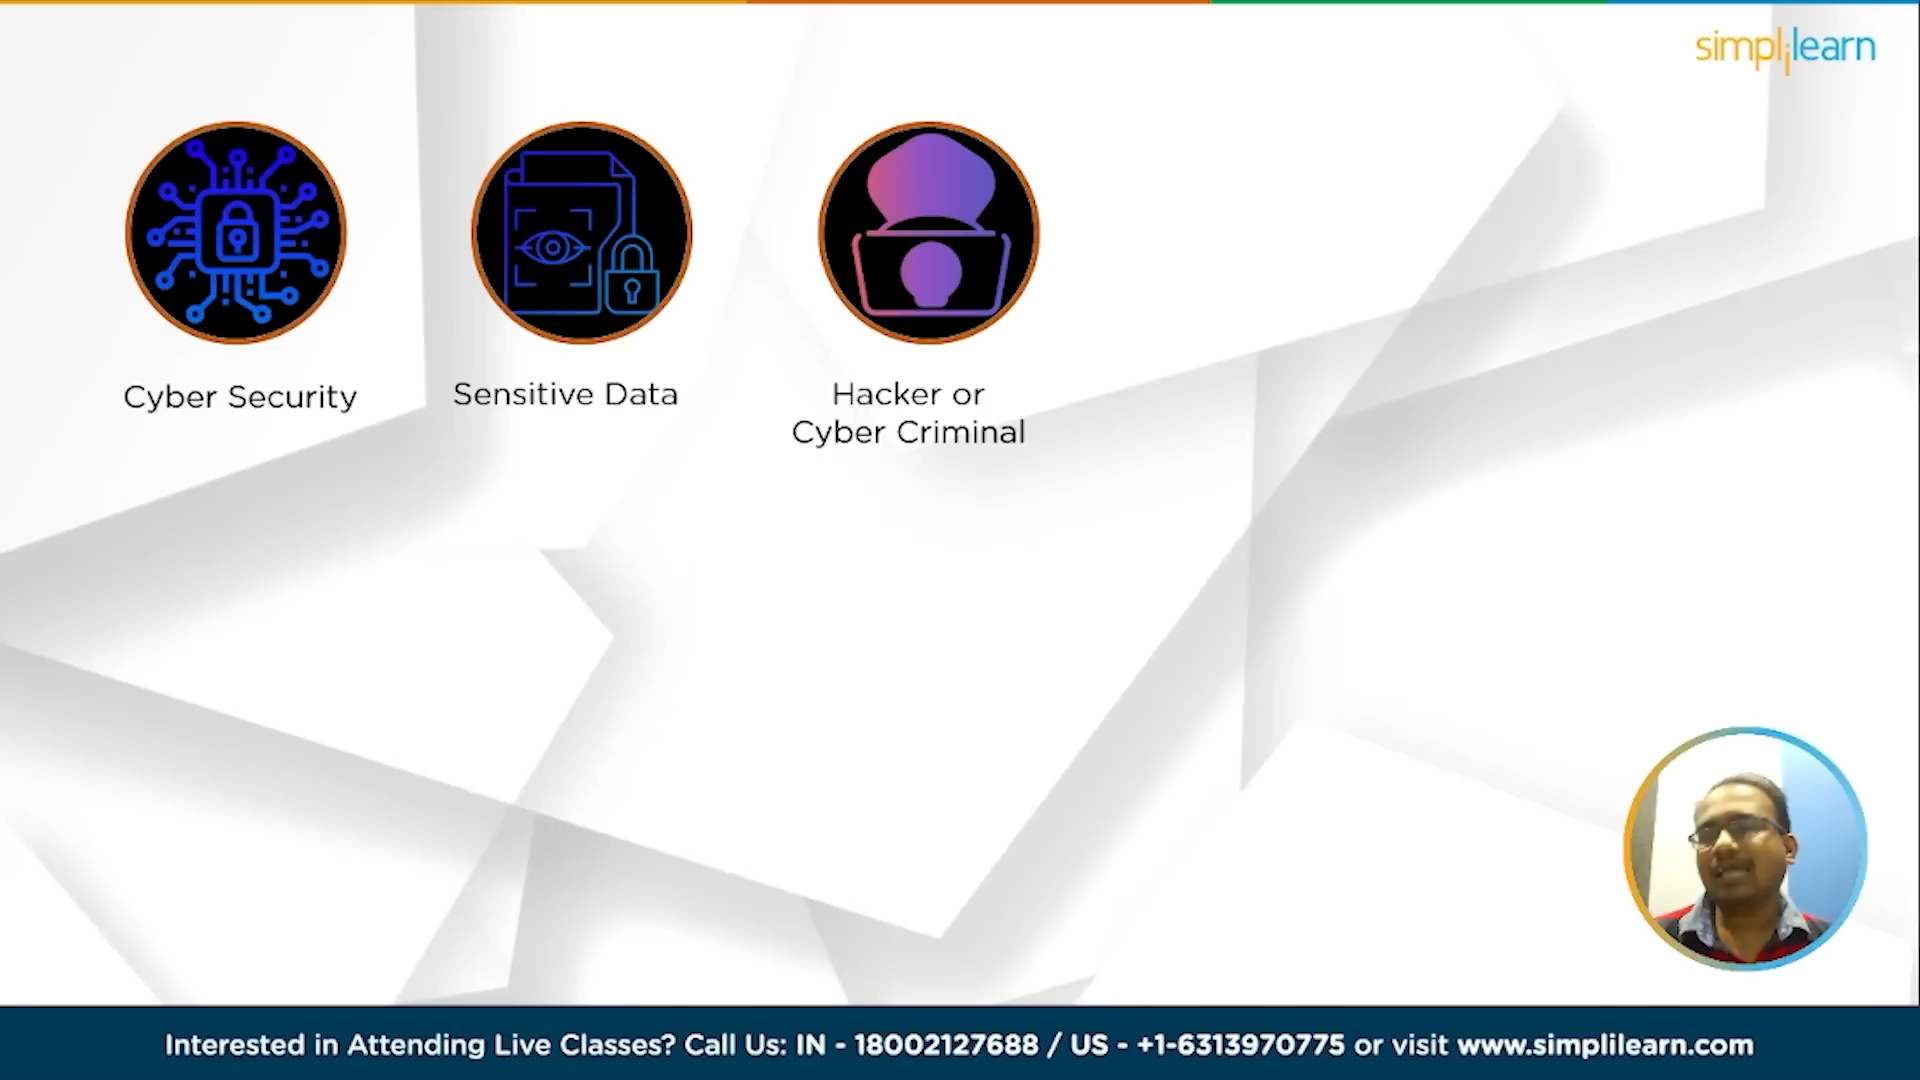 simplilearn
Cyber Security
Sensitive Data
Hacker or
Cyber Criminal
Interested in Attending Live Classes? Call Us: IN - 18002127688 / US - +1-6313970775 or visit www.simplilearn.com